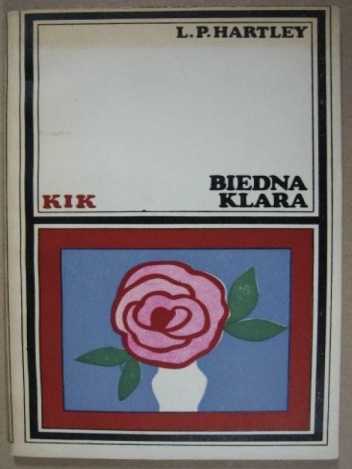 L.P. HARTLEY
BIEDNA
KIK KLARA